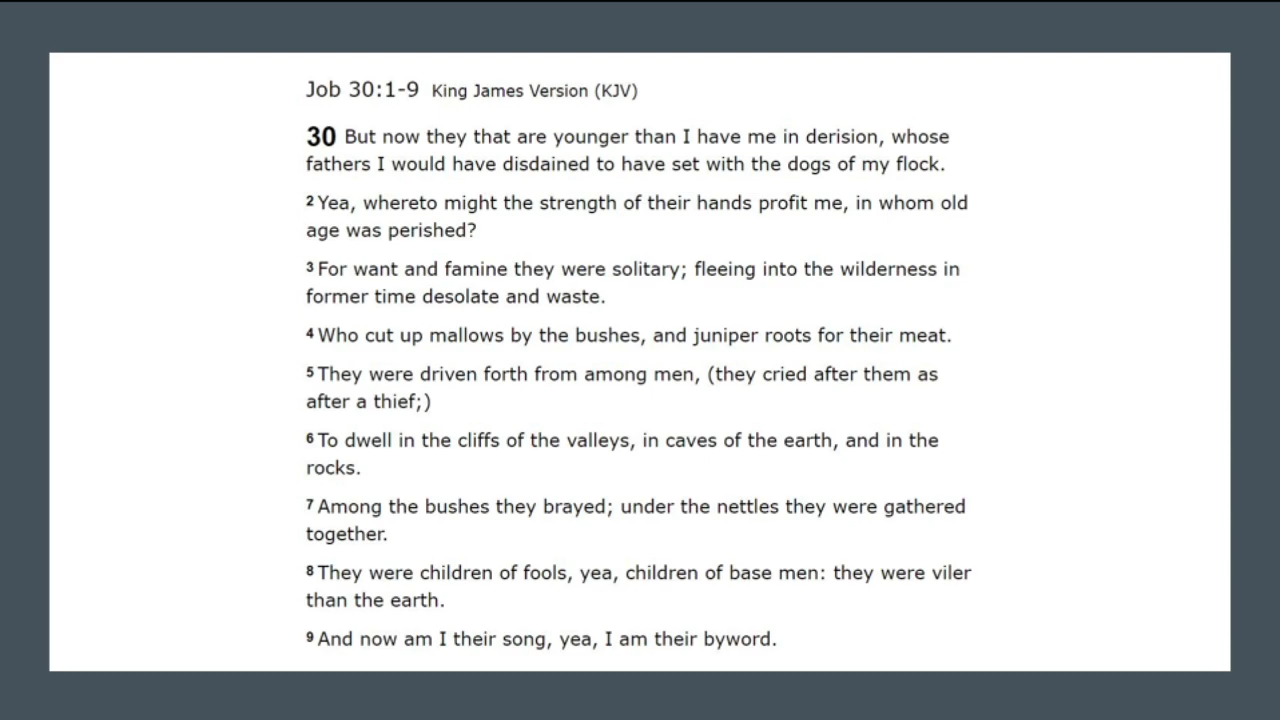 Job 30:1-9 King James Version (KJV)
30 But now they that are younger than I have me in derision, whose
fathers I would have disdained to have set with the dogs of my flock.
2 Yea, whereto might the strength of their hands profit me, in whom old
age was perished?
3 For want and famine they were solitary; fleeing into the wilderness in
former time desolate and waste.
4 Who cut up mallows by the bushes, and juniper roots for their meat.
5 They were driven forth from among men, (they cried after them as
after a thief;)
6 To dwell in the cliffs of the valleys, in caves of the earth, and in the
rocks.
7 Among the bushes they brayed; under the nettles they were gathered
together.
8 They were children of fools, yea, children of base men: they were viler
than the earth.
9 And now am I their song, yea, I am their byword.